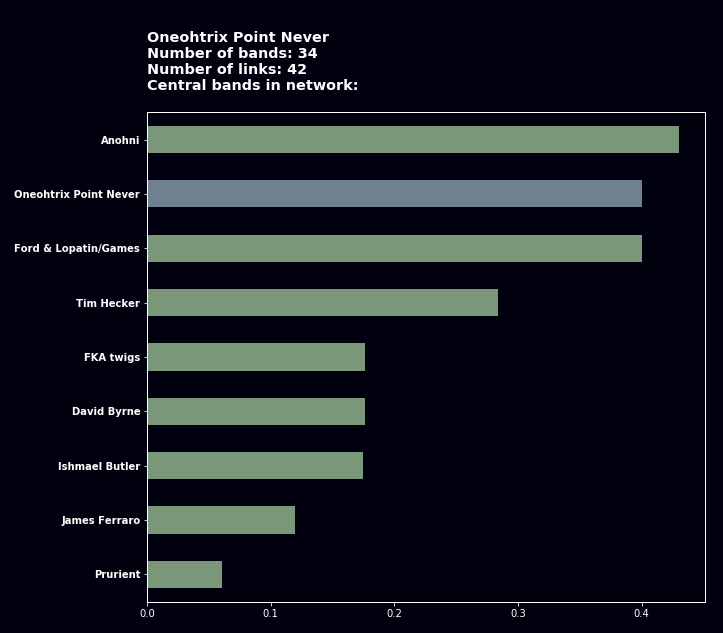 Oneohtrix Point Never
Number of bands: 34
Number of links: 42
Central bands in network:
Anohni
Oneohtrix Point Never
Ford & Lopatin/Games
Tim Hecker
FKA twigs
David Byrne
Ishmael Butler
James Ferraro
Prurient
0.0 0.1 0.2 0.3 0.4